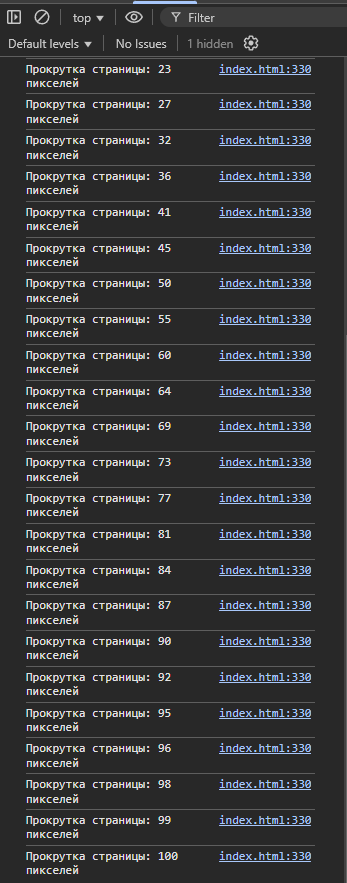 top Filter
Default levels No Issues 1 hidden
Прокрутка страницы: 23 index.html:330
пикселей
Прокрутка страницы: 27 index.html:330
пикселей
Прокрутка страницы: 32 index.html:330
пикселей
Прокрутка страницы: 36 index.html:330
пикселей
Прокрутка страницы: 41 index.html:330
пикселей
Прокрутка страницы: 45 index.html:330
пикселей
Прокрутка страницы: 50 index.html:330
пикселей
Прокрутка страницы: 55 index.html:330
пикселей
Прокрутка страницы: 60 index.html:330
пикселей
Прокрутка страницы: 64 index.html:330
пикселей
Прокрутка страницы: 69 index.html:330
пикселей
Прокрутка страницы: 73 index.html:330
пикселей
Прокрутка страницы: 77 index.html:330
пикселей
Прокрутка страницы: 81 index.html:330
пикселей
Прокрутка страницы: 84 index.html:330
пикселей
Прокрутка страницы: 87 index.html:330
пикселей
Прокрутка страницы: 90 index.html:330
пикселей
Прокрутка страницы: 92 index.html:330
пикселей
Прокрутка страницы: 95 index.html:330
пикселей
Прокрутка страницы: 96 index.html:330
пикселей
Прокрутка страницы: 98 index.html:330
пикселей
Прокрутка страницы: 99 index.html:330
пикселей
Прокрутка страницы: 100 index.html:330
пикселей